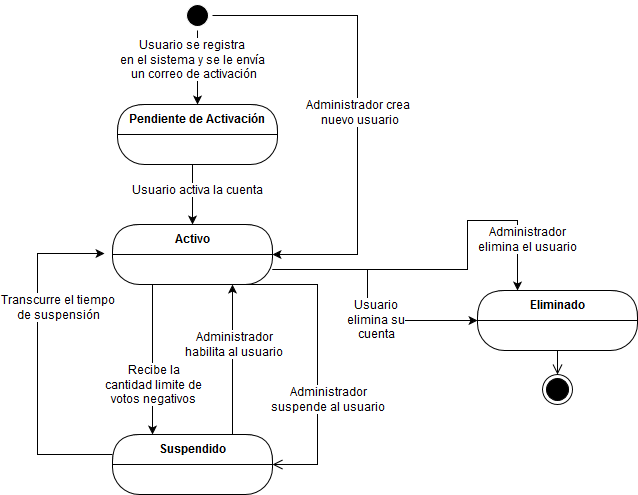 Usuario se registra
en el sistema y se le envía
un correo de activación
Administrador crea
nuevo usuario
Pendiente de Activación
Usuario activa la cuenta
Activo
Administrador
elimina el usuario
Transcurre el tiempo
de suspensión
Eliminado
Usuario
elimina su
cuenta
Administrador
habilita al usuario
Recibe la
cantidad limite de
votos negativos
Administrador
suspende al usuario
Suspendido